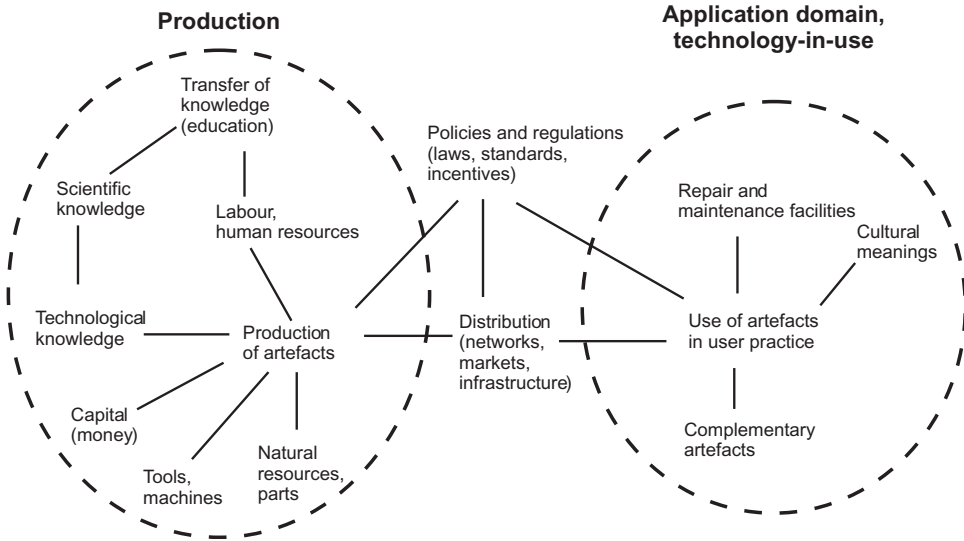 Production
Application domain,
technology-in-use
Transfer of
knowledge
(education)
Policies and regulations
(laws, standards,
incentives)
Scientific
knowledge
Labour,
human resources
Repair and
maintenance facilities
Cultural
meanings
Technological
knowledge
Production
of artefacts
Distribution
(networks,
markets,
infrastructure)
Use of artefacts
in user practice
Capital
(money)
Tools,
machines
Natural
resources,
parts
Complementary
artefacts